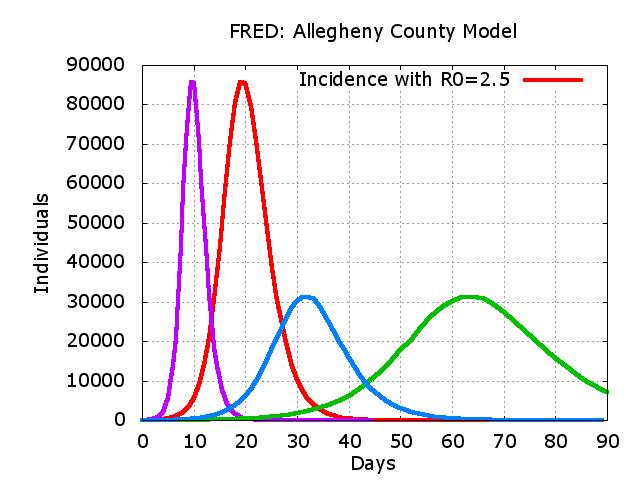 FRED: Allegheny County Model
90000
Incidence with R0=2.5
80000
70000
60000
50000
40000
30000
20000
10000
0
Individuals
0 10 20 30 40 50 60 70 80 90
Days